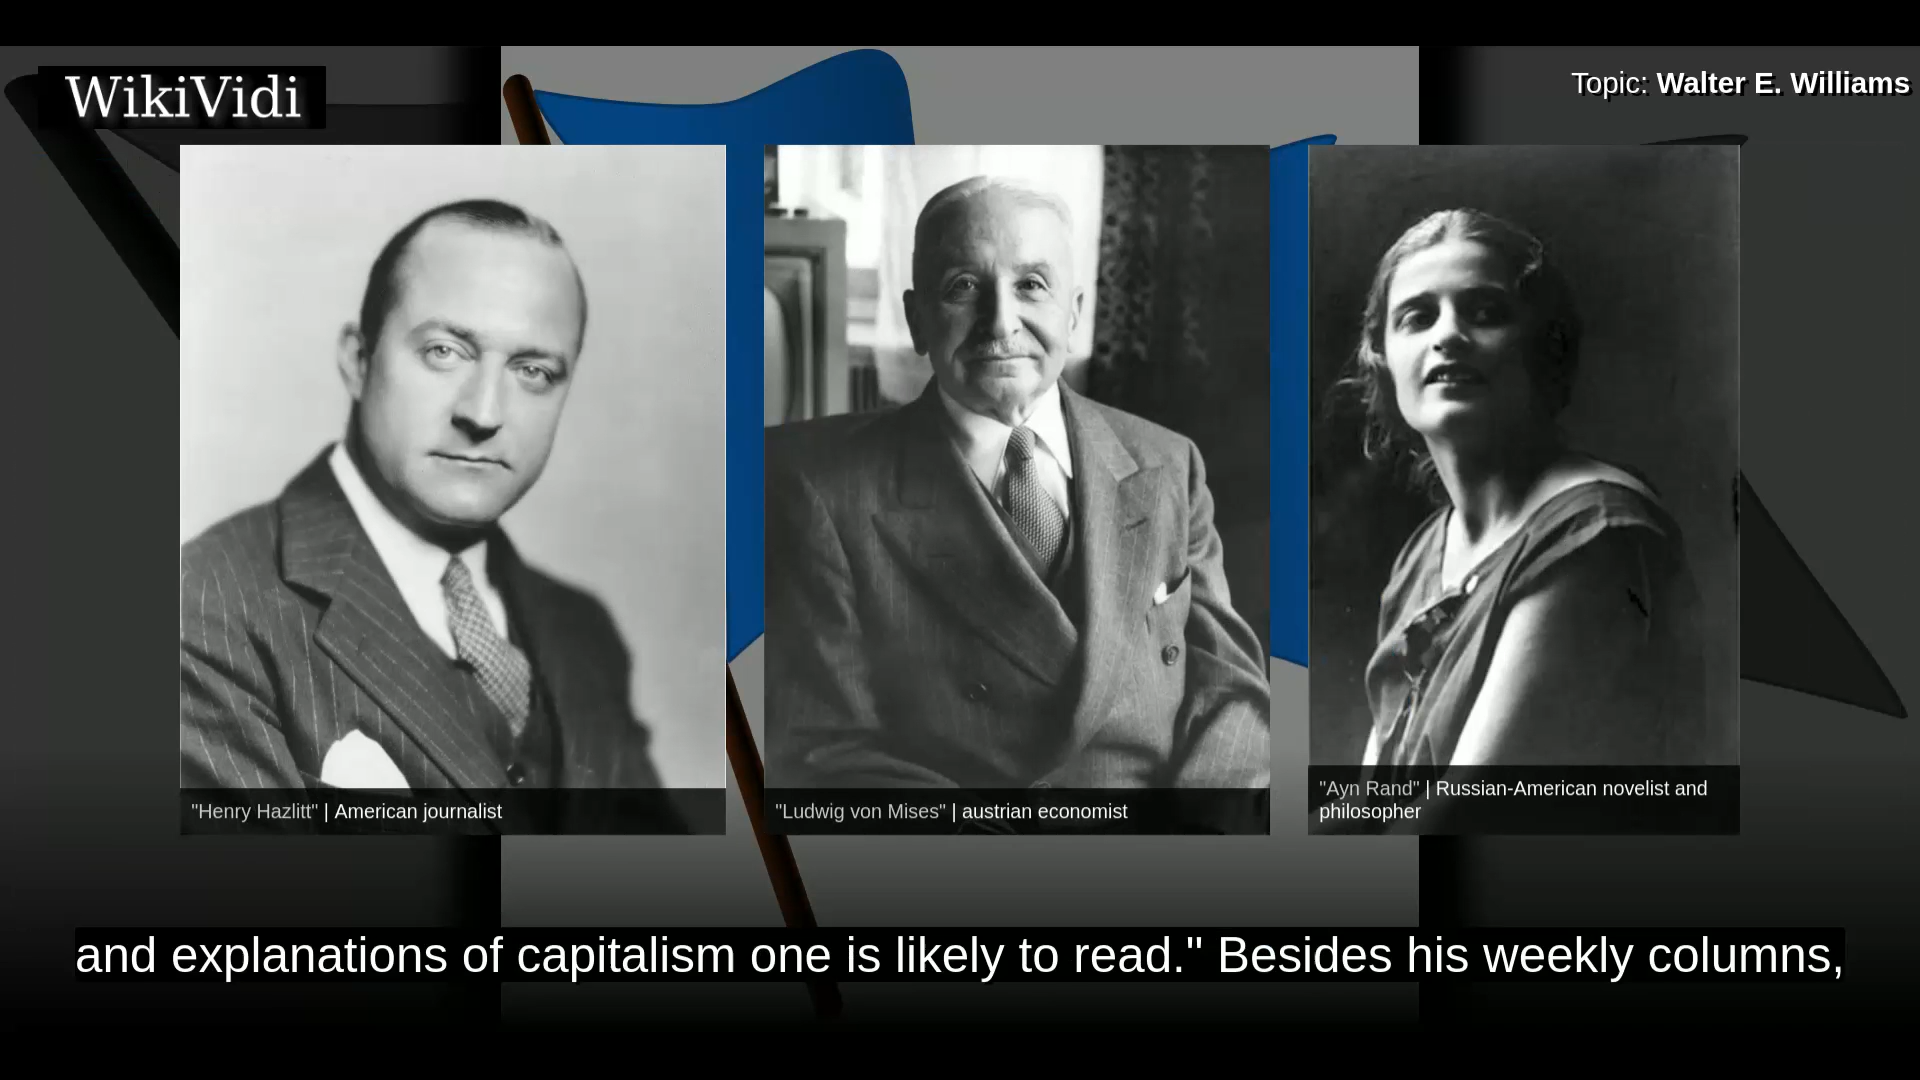 WikiVidi
Topic: Walter E. Williams
"Henry Hazlitt" | American journalist
"Ludwig von Mises" | austrian economist
"Ayn Rand" | Russian-American novelist and
philosopher
and explanations of capitalism one is likely to read." Besides his weekly columns,